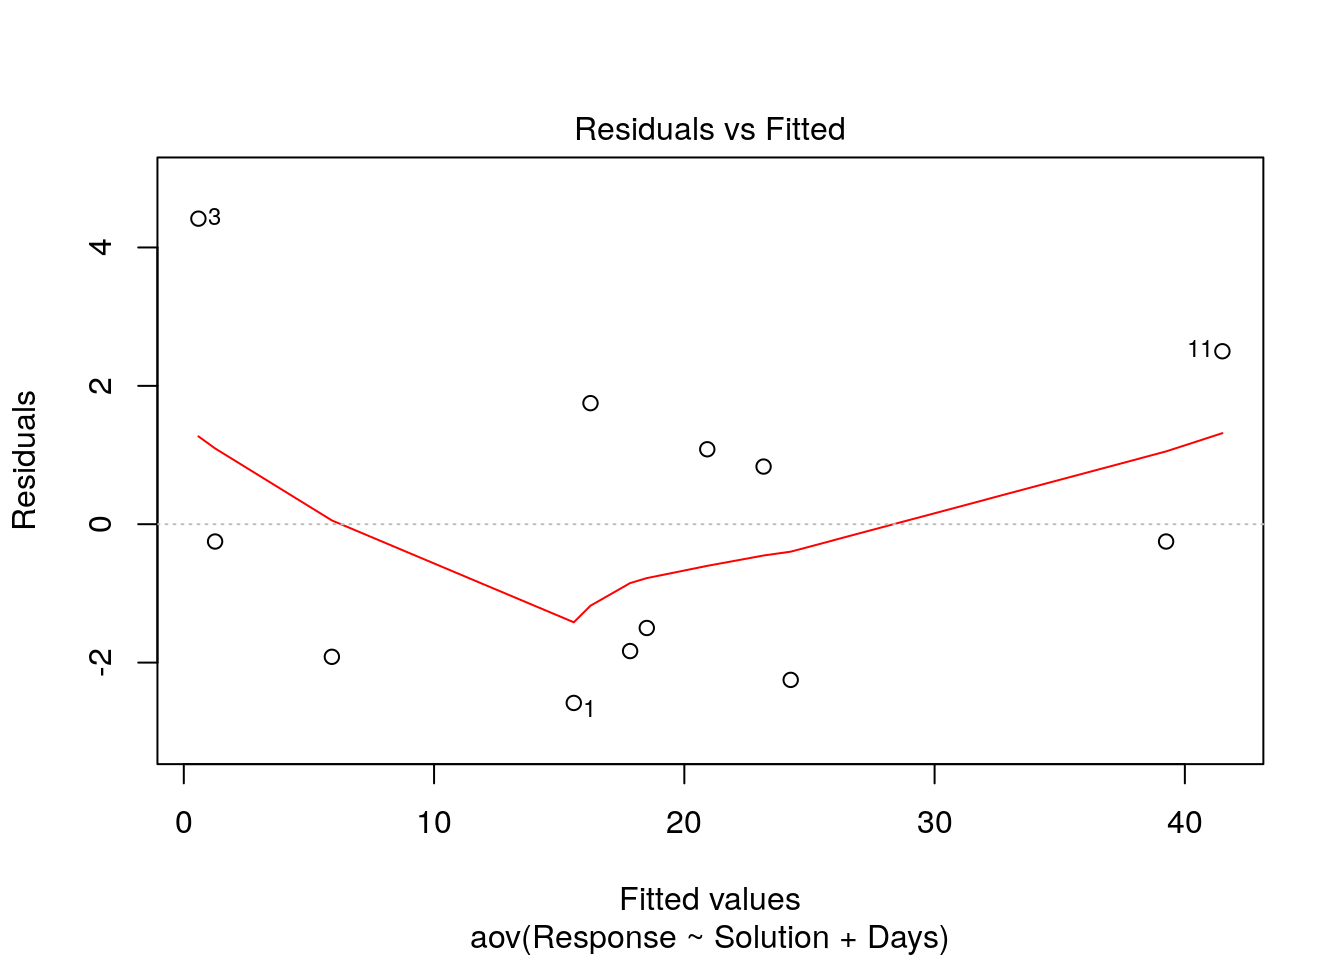 Residuals vs Fitted
Residuals
4
2
0
-2
3
11
1
0 10 20 30 40
Fitted values
aov(Response ~ Solution + Days)